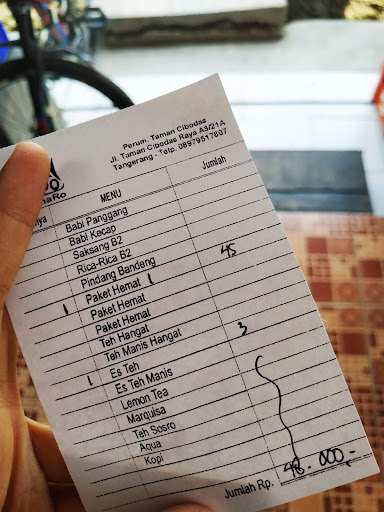 Perum. Taman Cibodas
Jl. Taman Cibodas Raya A3/21A
Tangerang - Telp. 08979517807
MENU Jumlah
Babi Panggang
Babi Kecap
Saksang B2
Rica-Rica B2
Pindang Bandeng
1 Paket Hemat 1 45
Paket Hemat
Paket Hemat
Teh Hangat
Teh Manis Hangat
1 Es Teh 3
Es Teh Manis
Lemon Tea
Marquisa
Teh Sosro
Aqua
Kopi
Jumlah Rp. 48.000,-